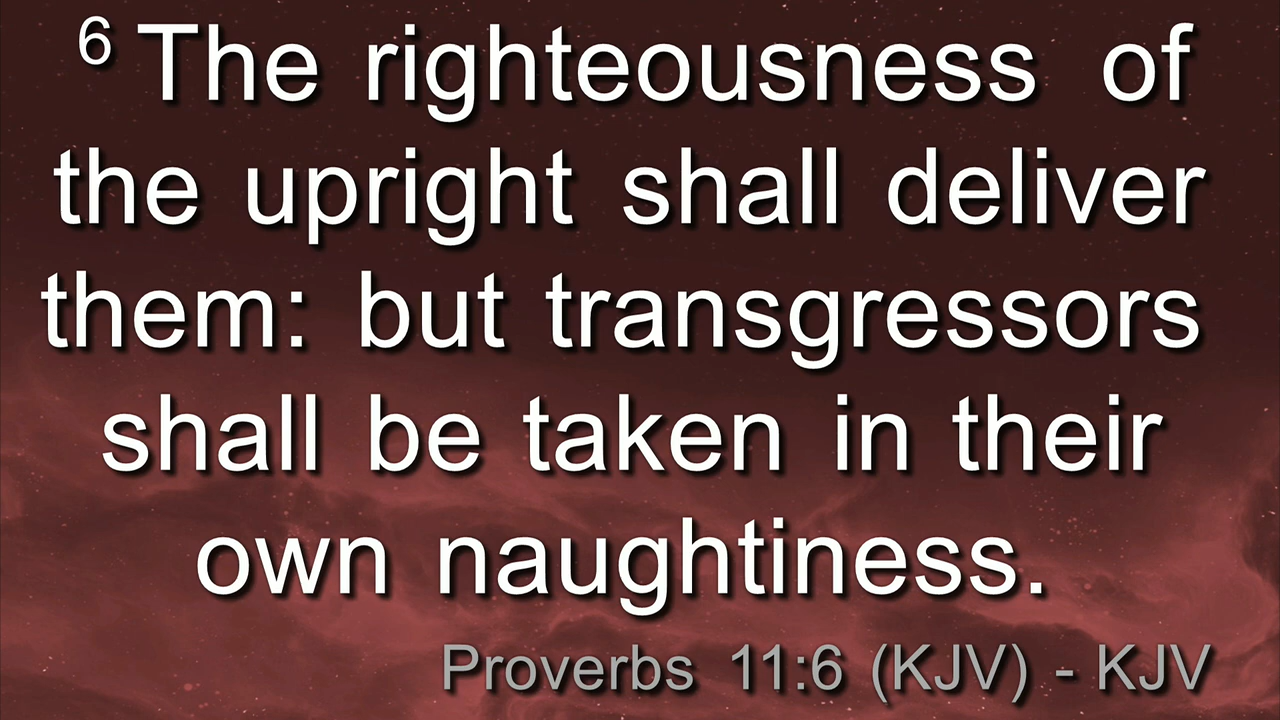 6 The righteousness of
the upright shall deliver
them: but transgressors
shall be taken in their
own naughtiness.
Proverbs 11:6 (KJV) - KJV